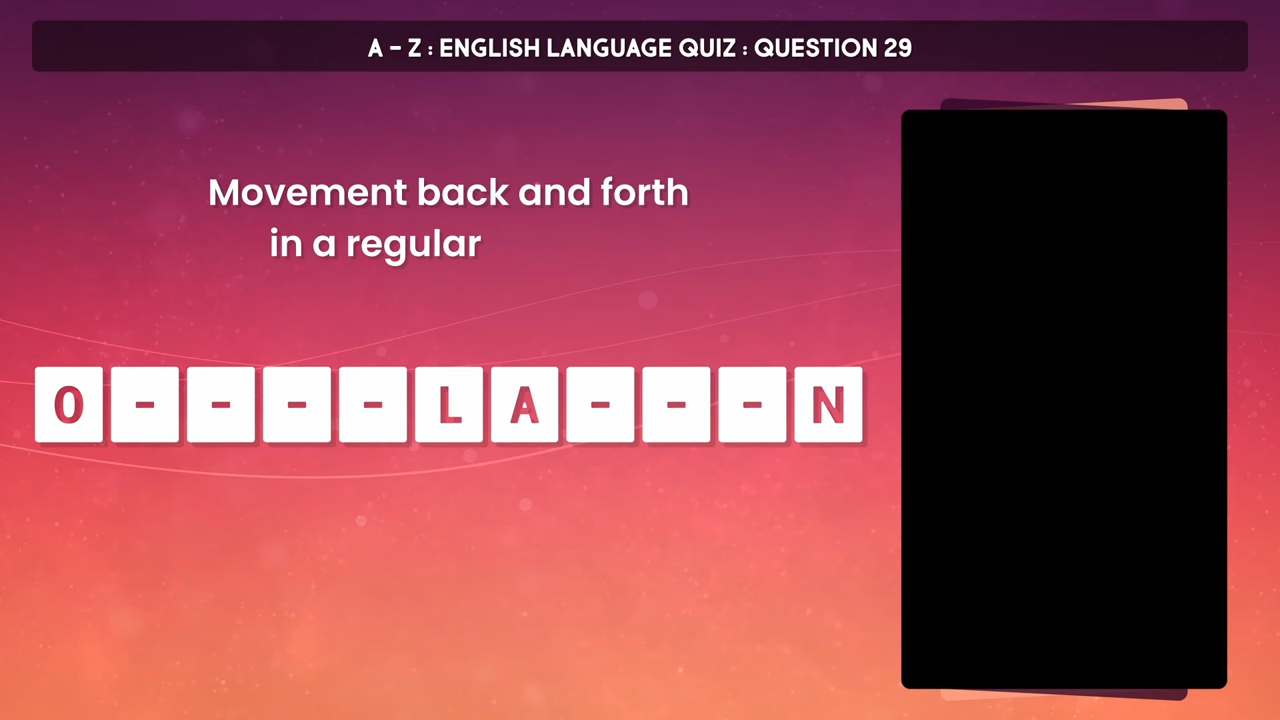 A - Z : ENGLISH LANGUAGE QUIZ : QUESTION 29
Movement back and forth
in a regular
O - - - - L A - - - N